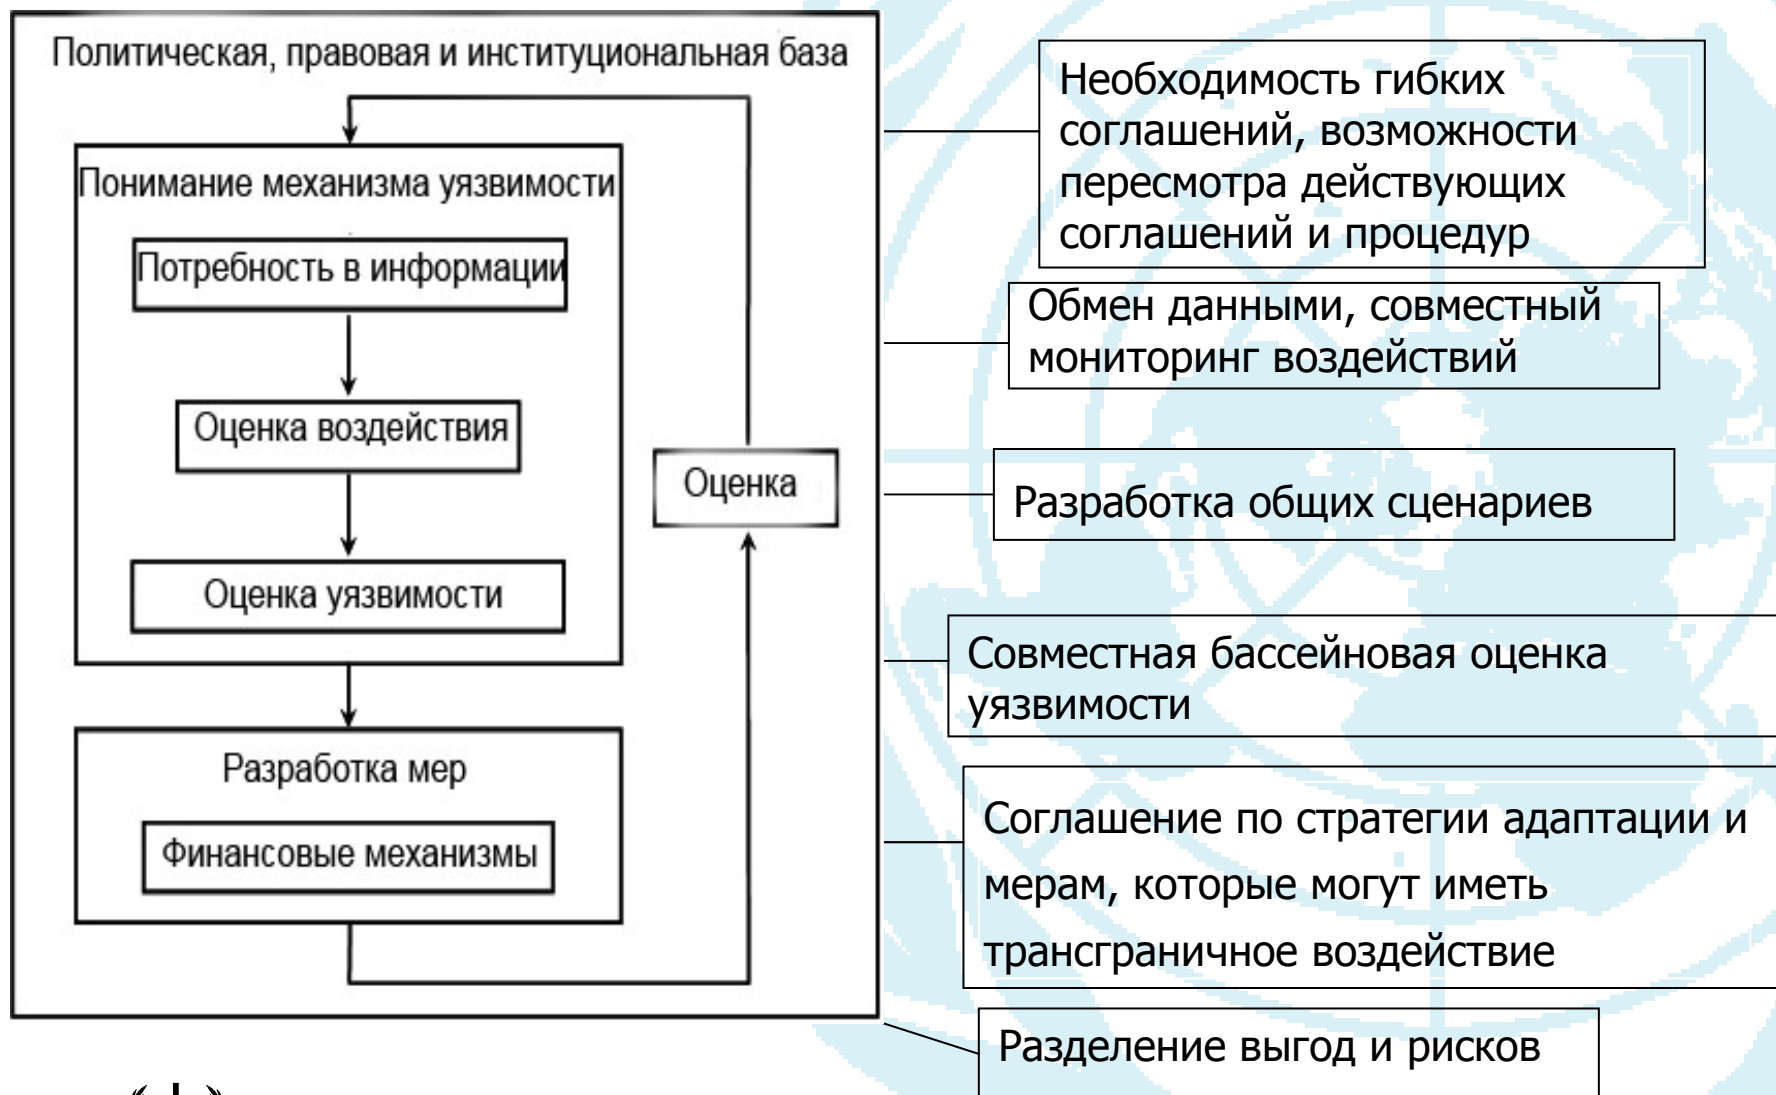 Политическая, правовая и институциональная база
Понимание механизма уязвимости
Потребность в информации
Оценка воздействия
Оценка уязвимости
Разработка мер
Финансовые механизмы
Оценка
Необходимость гибких
соглашений, возможности
пересмотра действующих
соглашений и процедур
Обмен данными, совместный
мониторинг воздействий
Разработка общих сценариев
Совместная бассейновая оценка
уязвимости
Соглашение по стратегии адаптации и
мерам, которые могут иметь
трансграничное воздействие
Разделение выгод и рисков